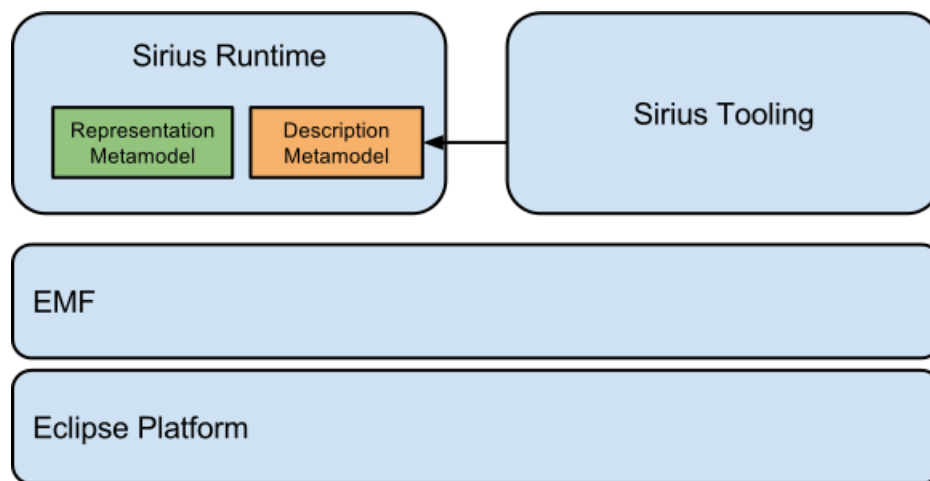 Sirius Runtime
Representation
Metamodel
Description
Metamodel
Sirius Tooling
EMF
Eclipse Platform